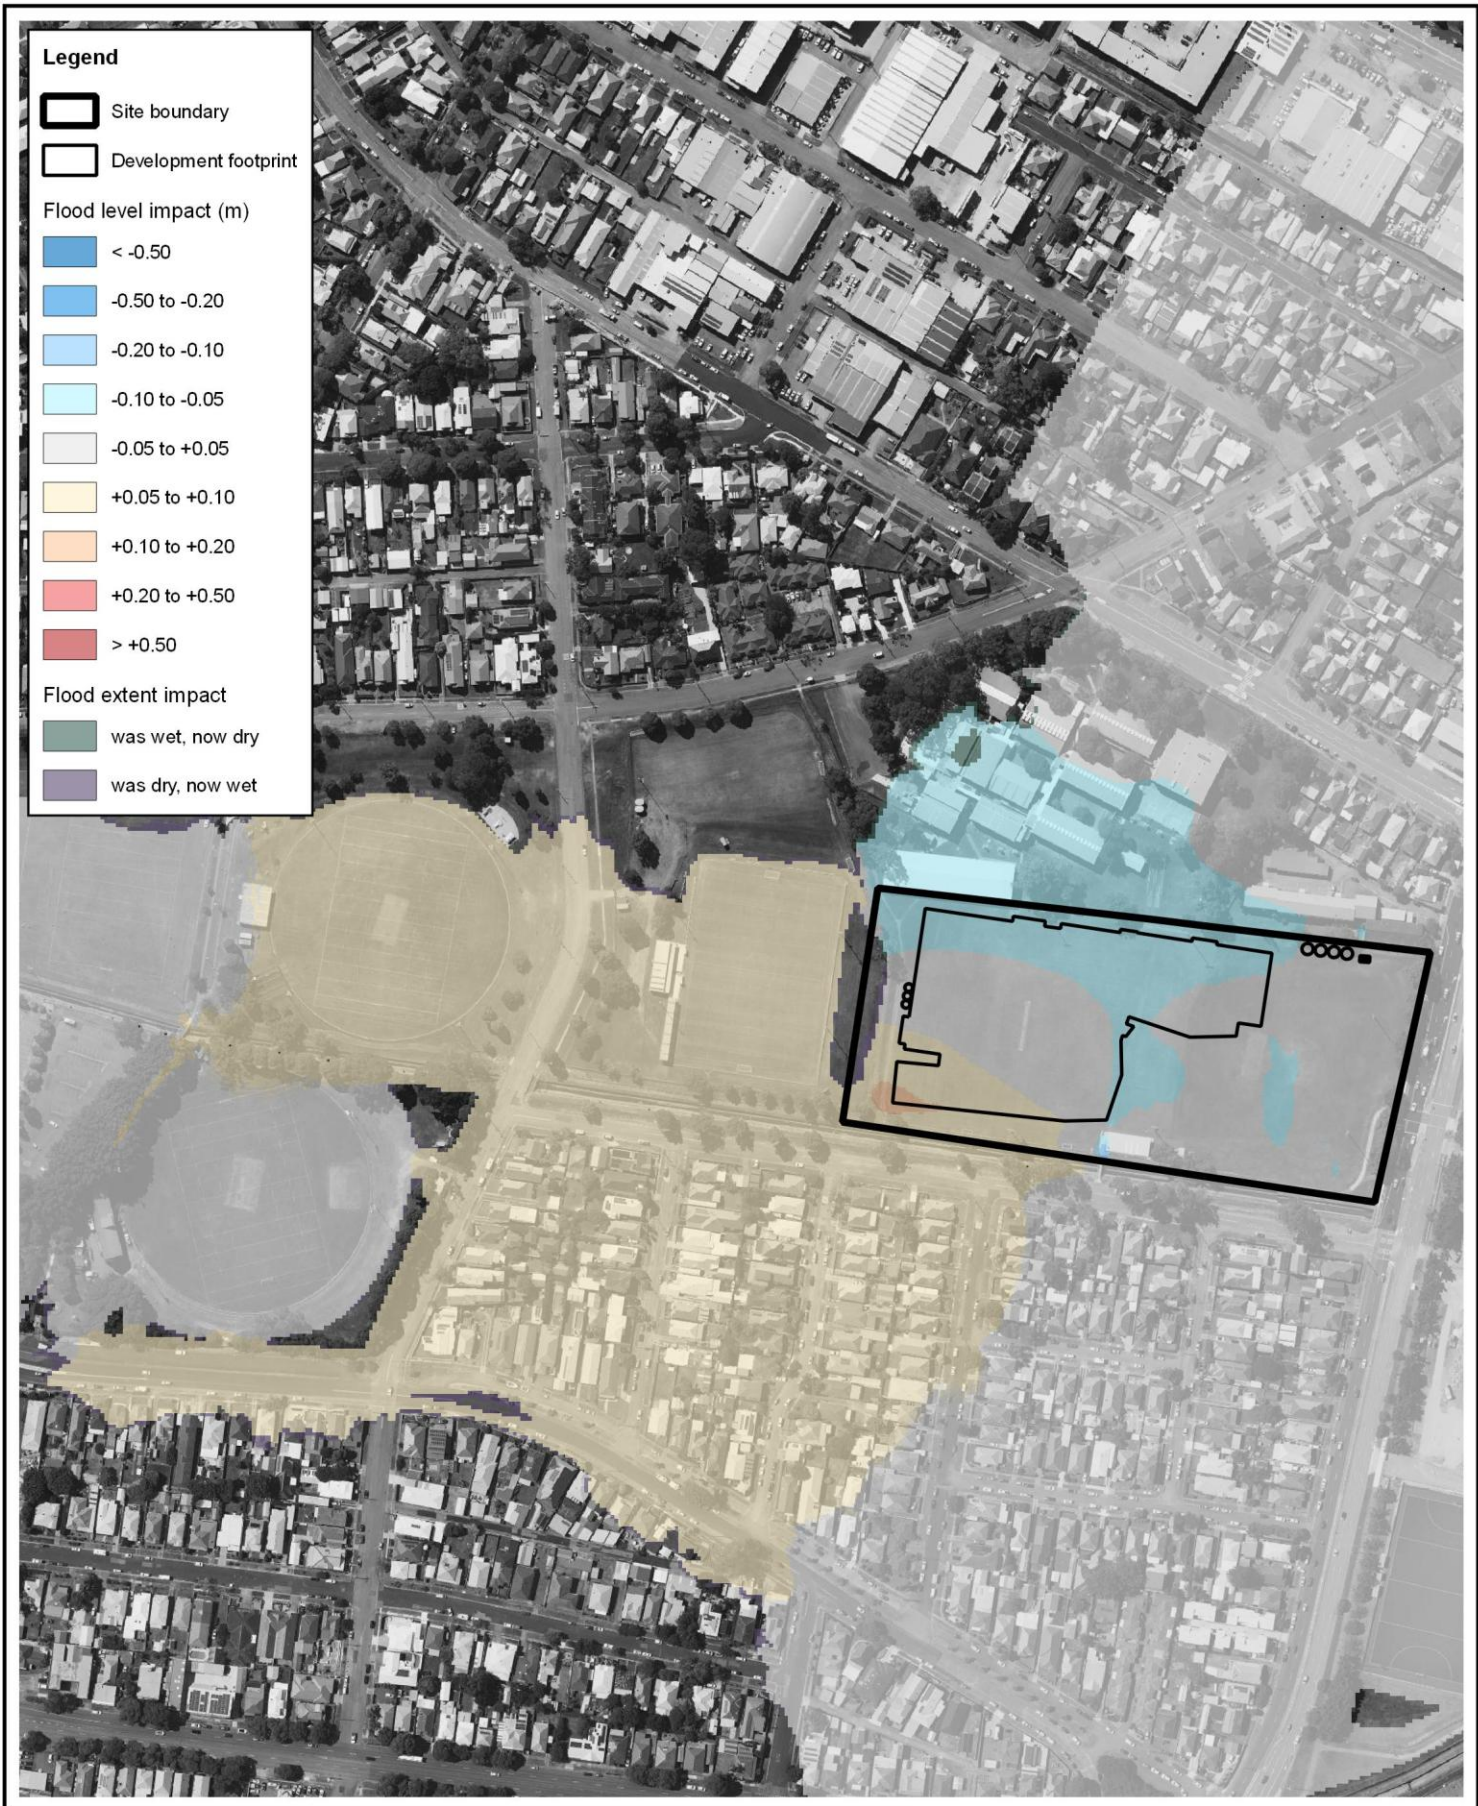 Legend
Site boundary
Development footprint
Flood level impact (m)
< -0.50
-0.50 to -0.20
-0.20 to -0.10
-0.10 to -0.05
-0.05 to +0.05
+0.05 to +0.10
+0.10 to +0.20
+0.20 to +0.50
> +0.50
Flood extent impact
was wet, now dry
was dry, now wet